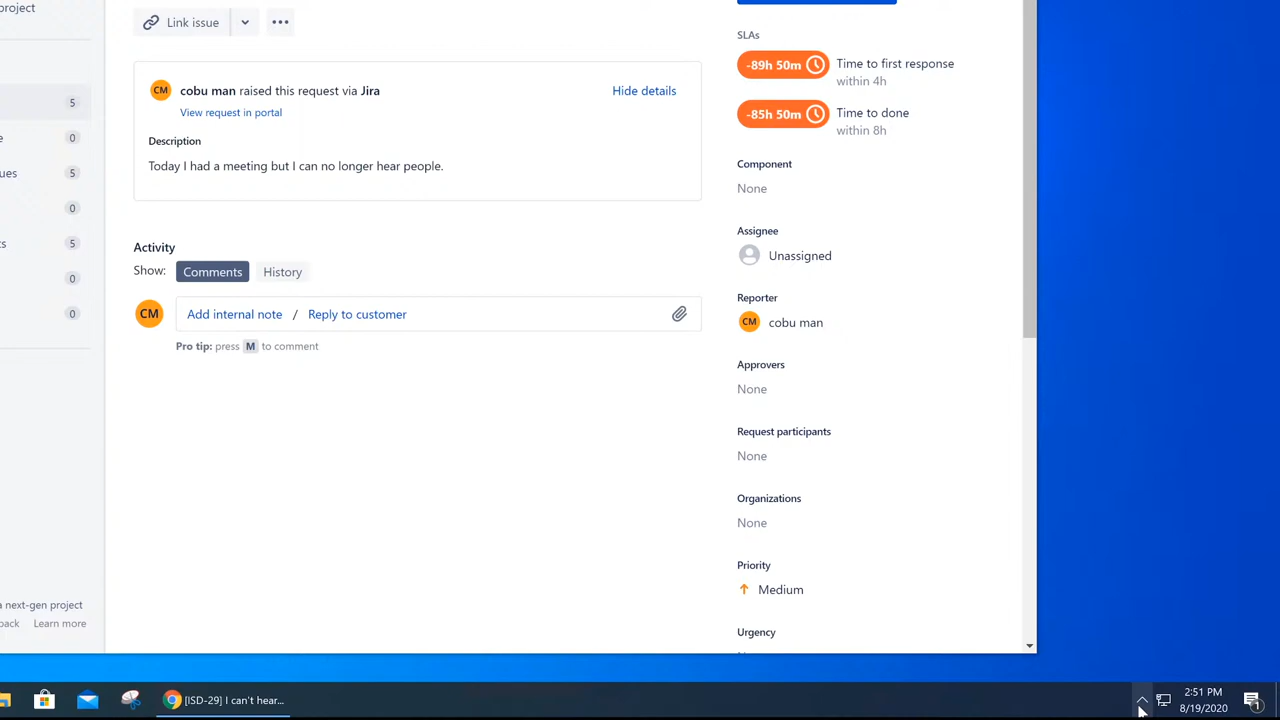 project
Link issue
SLAs
-89h 50m Time to first response
within 4h
cobu man raised this request via Jira
Hide details
CM
View request in portal
5
-85h 50m Time to done
within 8h
0
Description
Today I had a meeting but I can no longer hear people.
Component
None
ues 5
0
Assignee
Unassigned
Activity
s 5
Show: Comments History
0
Reporter
CM cobu man
CM Add internal note / Reply to customer
0
Pro tip: press M to comment
Approvers
None
Request participants
None
Organizations
None
Priority
Medium
a next-gen project
back Learn more
Urgency
[ISD-29] I can't hear...
2:51 PM
8/19/2020
1